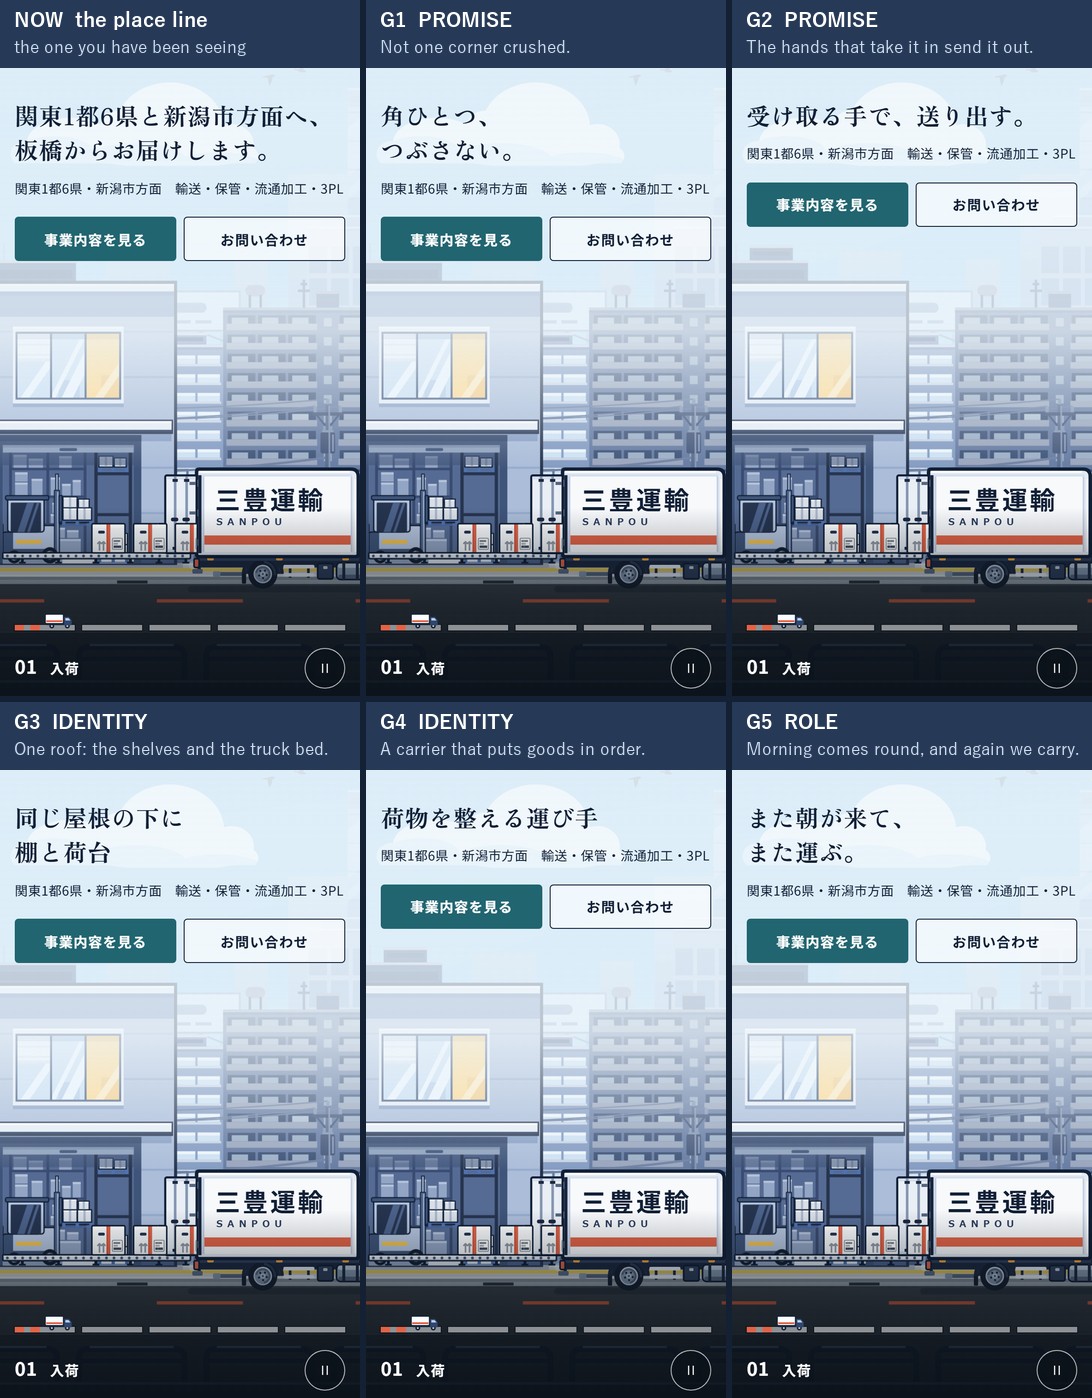 NOW the place line
the one you have been seeing
関東1都6県と新潟市方面へ、
板橋からお届けします。
関東1都6県・新潟市方面 輸送・保管・流通加工・3PL
事業内容を見る
お問い合わせ
三豊運輸
SANPOU
01 入荷
G1 PROMISE
Not one corner crushed.
角ひとつ、
つぶさない。
関東1都6県・新潟市方面 輸送・保管・流通加工・3PL
事業内容を見る
お問い合わせ
三豊運輸
SANPOU
01 入荷
G2 PROMISE
The hands that take it in send it out.
受け取る手で、送り出す。
関東1都6県・新潟市方面 輸送・保管・流通加工・3PL
事業内容を見る
お問い合わせ
三豊運輸
SANPOU
01 入荷
G3 IDENTITY
One roof: the shelves and the truck bed.
同じ屋根の下に
棚と荷台
関東1都6県・新潟市方面 輸送・保管・流通加工・3PL
事業内容を見る
お問い合わせ
三豊運輸
SANPOU
01 入荷
G4 IDENTITY
A carrier that puts goods in order.
荷物を整える運び手
関東1都6県・新潟市方面 輸送・保管・流通加工・3PL
事業内容を見る
お問い合わせ
三豊運輸
SANPOU
01 入荷
G5 ROLE
Morning comes round, and again we carry.
また朝が来て、
また運ぶ。
関東1都6県・新潟市方面 輸送・保管・流通加工・3PL
事業内容を見る
お問い合わせ
三豊運輸
SANPOU
01 入荷